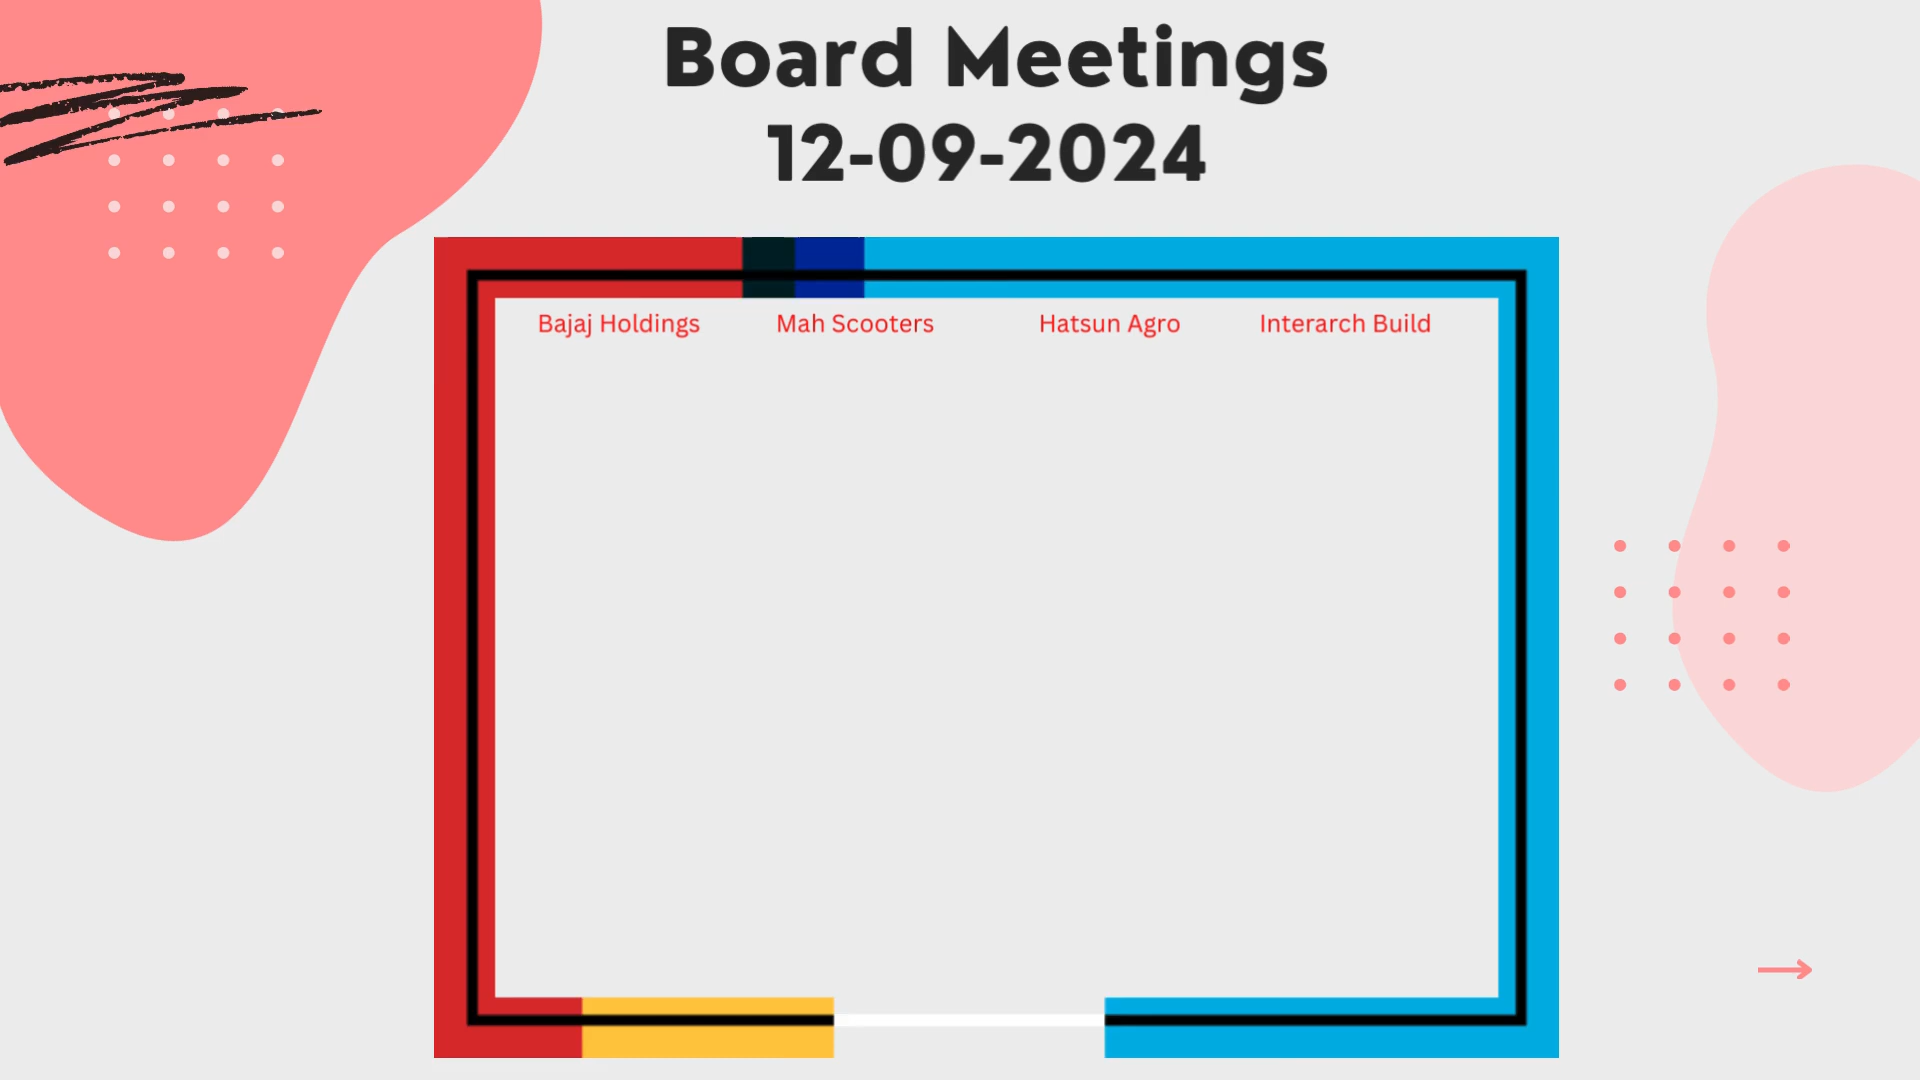 Board Meetings
12-09-2024
Bajaj Holdings Mah Scooters Hatsun Agro Interarch Build